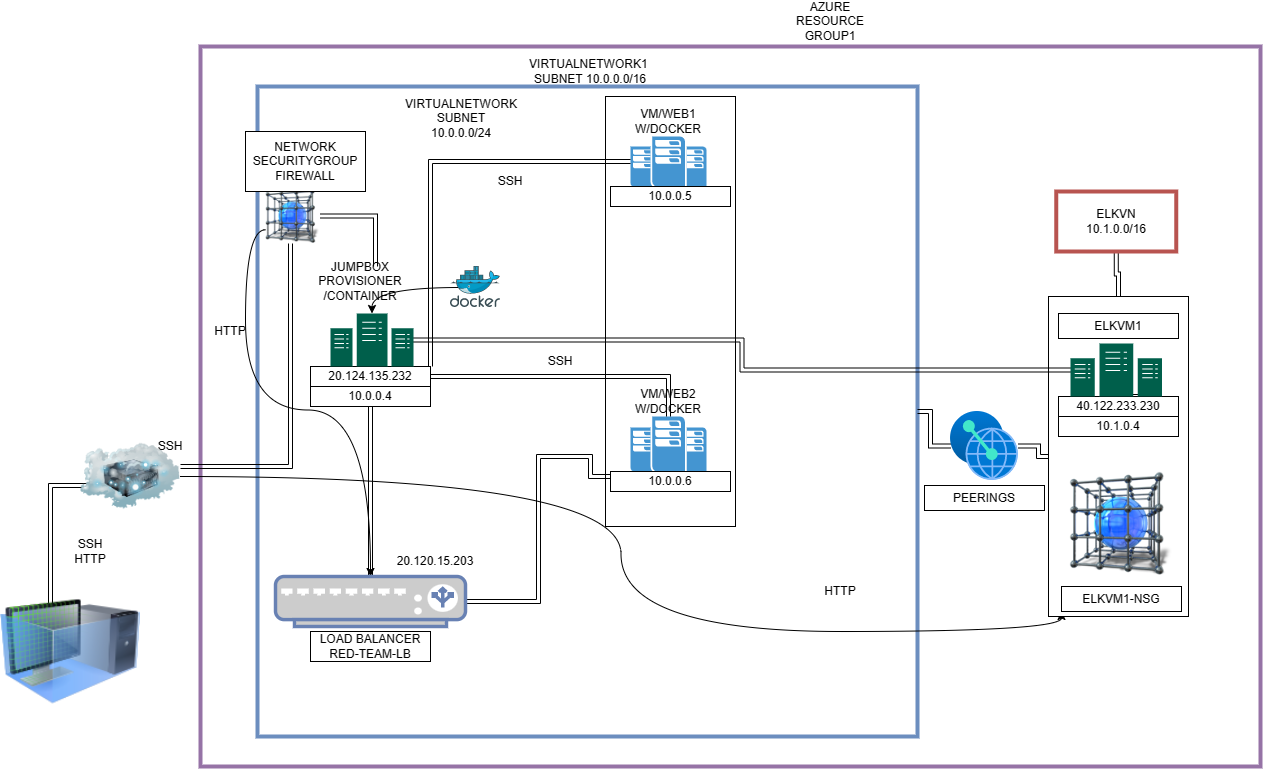 AZURE
RESOURCE
GROUP1
VIRTUALNETWORK1
SUBNET 10.0.0.0/16
VIRTUALNETWORK
SUBNET
10.0.0.0/24
VM/WEB1
W/DOCKER
10.0.0.5
SSH
NETWORK
SECURITYGROUP
FIREWALL
ELKVN
10.1.0.0/16
JUMPBOX
PROVISIONER
/CONTAINER
docker
HTTP
ELKVM1
SSH
20.124.135.232
10.0.0.4
VM/WEB2
W/DOCKER
10.0.0.6
40.122.233.230
10.1.0.4
SSH
PEERINGS
SSH
HTTP
20.120.15.203
HTTP
ELKVM1-NSG
LOAD BALANCER
RED-TEAM-LB